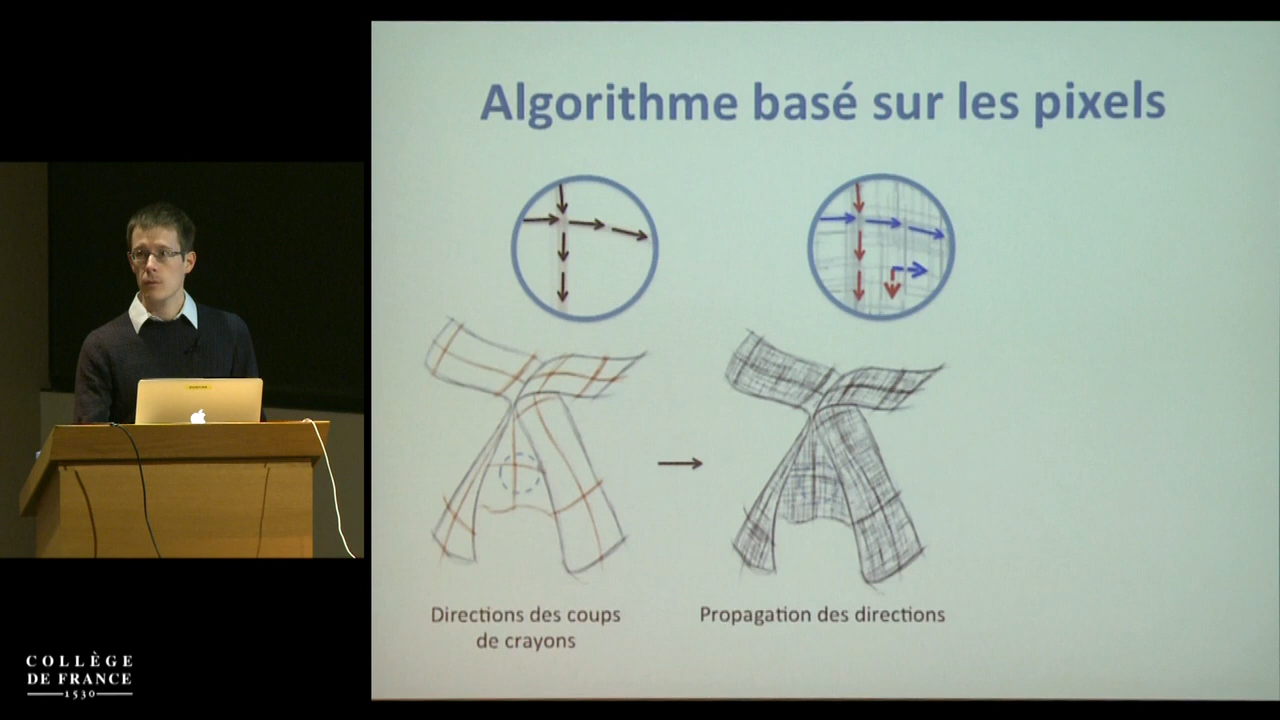 Algorithme basé sur les pixels
Directions des coups
de crayons
Propagation des directions
COLLÈGE
DE FRANCE
1530